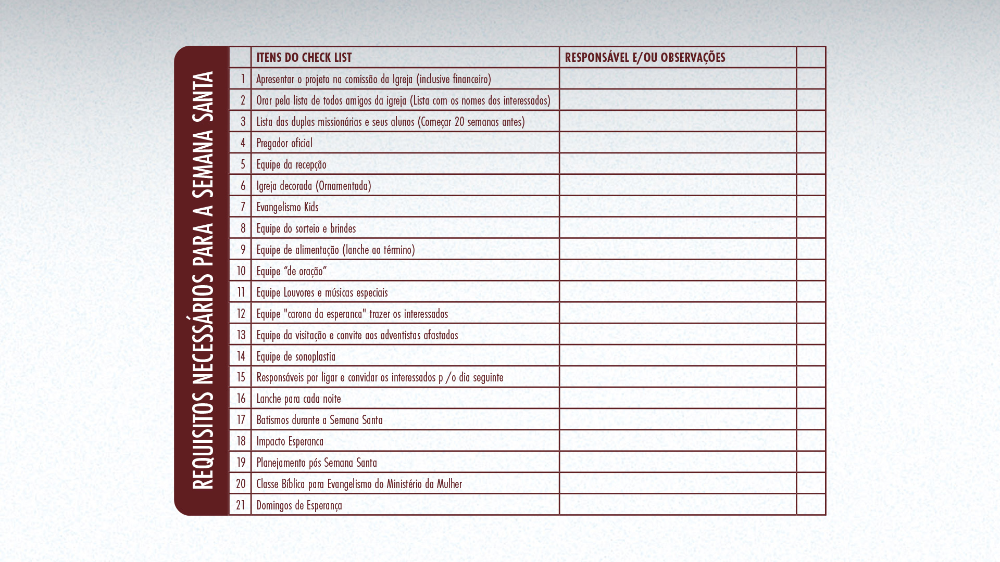 REQUISITOS NECESSÁRIOS PARA A SEMANA SANTA
ITENS DO CHECK LIST RESPONSÁVEL E/OU OBSERVAÇÕES
1 Apresentar o projeto na comissão da Igreja (inclusive financeiro)
2 Orar pela lista de todos amigos da igreja (Lista com os nomes dos interessados)
3 Lista das duplas missionárias e seus alunos (Começar 20 semanas antes)
4 Pregador oficial
5 Equipe da recepção
6 Igreja decorada (Ornamentada)
7 Evangelismo Kids
8 Equipe do sorteio e brindes
9 Equipe de alimentação (lanche ao término)
10 Equipe “de oração”
11 Equipe Louvores e músicas especiais
12 Equipe "carona da esperanca" trazer os interessados
13 Equipe da visitação e convite aos adventistas afastados
14 Equipe de sonoplastia
15 Responsáveis por ligar e convidar os interessados p /o dia seguinte
16 Lanche para cada noite
17 Batismos durante a Semana Santa
18 Impacto Esperanca
19 Planejamento pós Semana Santa
20 Classe Bíblica para Evangelismo do Ministério da Mulher
21 Domingos de Esperança